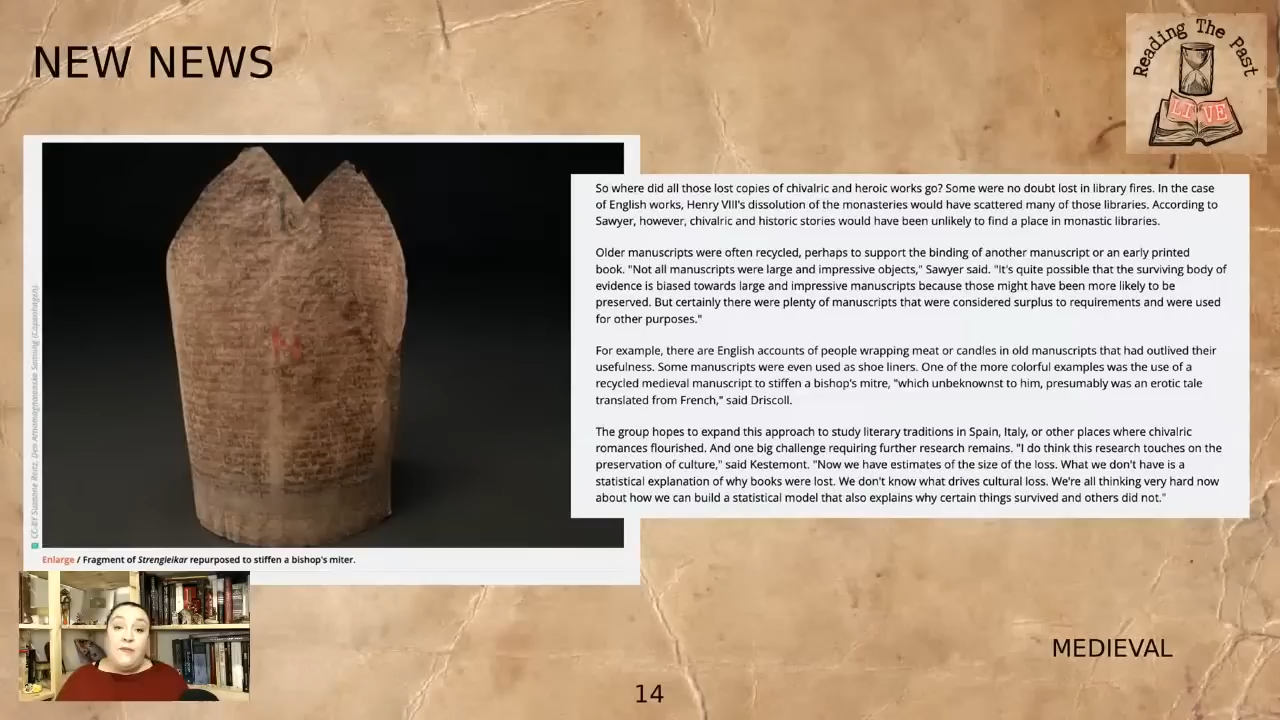 NEW NEWS
Reading The Past
LIVE
So where did all those lost copies of chivalric and heroic works go? Some were no doubt lost in library fires. In the case
of English works, Henry VIII's dissolution of the monasteries would have scattered many of those libraries. According to
Sawyer, however, chivalric and historic stories would have been unlikely to find a place in monastic libraries.
Older manuscripts were often recycled, perhaps to support the binding of another manuscript or an early printed
book. "Not all manuscripts were large and impressive objects," Sawyer said. "It's quite possible that the surviving body of
evidence is biased towards large and impressive manuscripts because those might have been more likely to be
preserved. But certainly there were plenty of manuscripts that were considered surplus to requirements and were used
for other purposes."
For example, there are English accounts of people wrapping meat or candles in old manuscripts that had outlived their
usefulness. Some manuscripts were even used as shoe liners. One of the more colorful examples was the use of a
recycled medieval manuscript to stiffen a bishop's mitre, "which unbeknownst to him, presumably was an erotic tale
translated from French," said Driscoll.
The group hopes to expand this approach to study literary traditions in Spain, Italy, or other places where chivalric
romances flourished. And one big challenge requiring further research remains. "I do think this research touches on the
preservation of culture," said Kestemont. "Now we have estimates of the size of the loss. What we don't have is a
statistical explanation of why books were lost. We don't know what drives cultural loss. We're all thinking very hard now
about how we can build a statistical model that also explains why certain things survived and others did not."
CC-BY Suzanne Reitz, Den Arnamagnæanske Samling (Copenhagen).
Enlarge / Fragment of Strengleikar repurposed to stiffen a bishop's miter.
MEDIEVAL
14